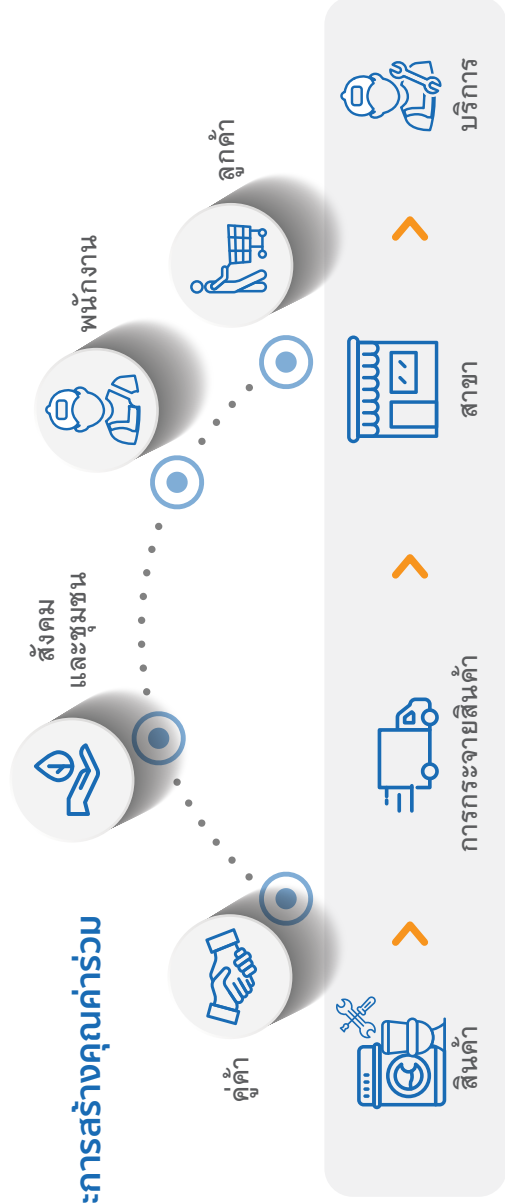 ะการสร้างคุณค่าร่วม
คู่ค้า
สังคม
และชุมชน
พนักงาน
ลูกค้า
สินค้า
การกระจายสินค้า
สาขา
บริการ